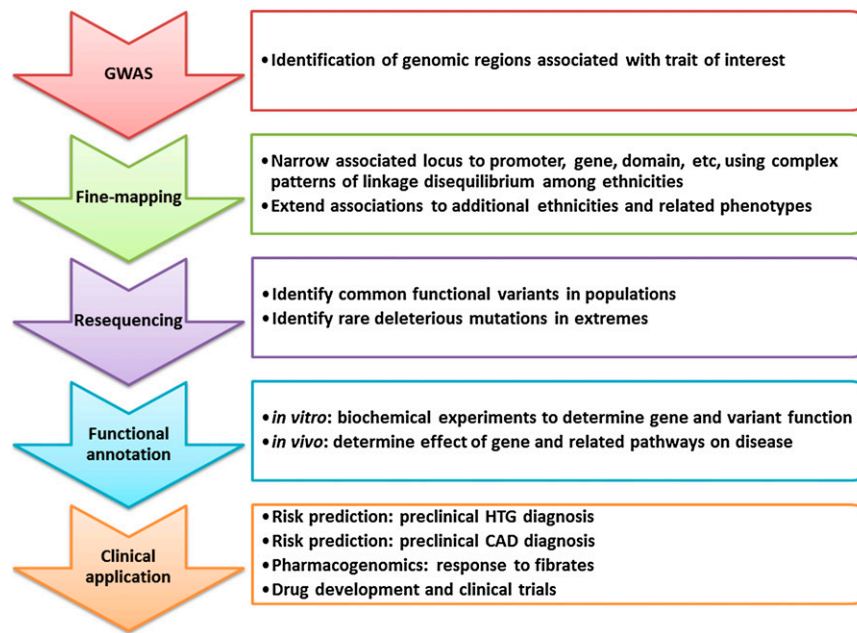 GWAS
• Identification of genomic regions associated with trait of interest
Fine-mapping
• Narrow associated locus to promoter, gene, domain, etc, using complex
patterns of linkage disequilibrium among ethnicities
• Extend associations to additional ethnicities and related phenotypes
Resequencing
• Identify common functional variants in populations
• Identify rare deleterious mutations in extremes
Functional
annotation
• in vitro: biochemical experiments to determine gene and variant function
• in vivo: determine effect of gene and related pathways on disease
Clinical
application
• Risk prediction: preclinical HTG diagnosis
• Risk prediction: preclinical CAD diagnosis
• Pharmacogenomics: response to fibrates
• Drug development and clinical trials